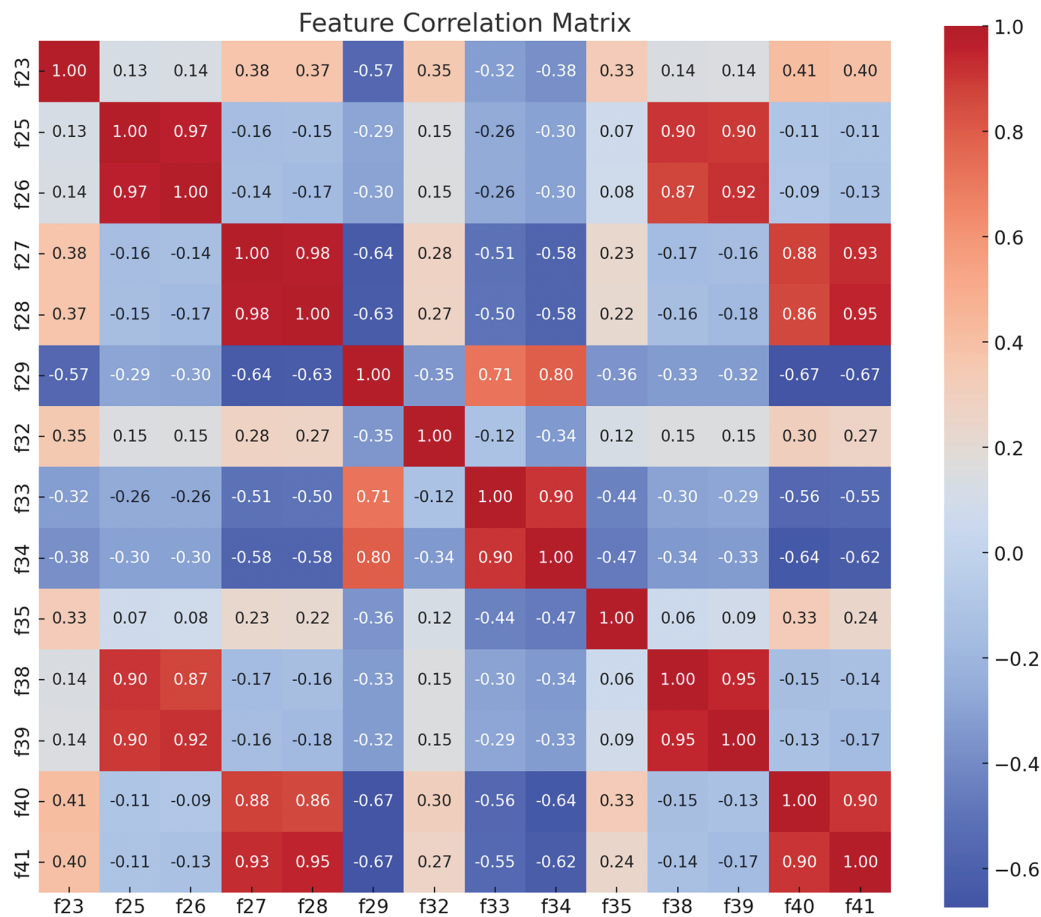 Feature Correlation Matrix
f23 1.00 0.13 0.14 0.38 0.37 -0.57 0.35 -0.32 -0.38 0.33 0.14 0.14 0.41 0.40
f25 0.13 1.00 0.97 -0.16 -0.15 -0.29 0.15 -0.26 -0.30 0.07 0.90 0.90 -0.11 -0.11
f26 0.14 0.97 1.00 -0.14 -0.17 -0.30 0.15 -0.26 -0.30 0.08 0.87 0.92 -0.09 -0.13
f27 0.38 -0.16 -0.14 1.00 0.98 -0.64 0.28 -0.51 -0.58 0.23 -0.17 -0.16 0.88 0.93
f28 0.37 -0.15 -0.17 0.98 1.00 -0.63 0.27 -0.50 -0.58 0.22 -0.16 -0.18 0.86 0.95
f29 -0.57 -0.29 -0.30 -0.64 -0.63 1.00 -0.35 0.71 0.80 -0.36 -0.33 -0.32 -0.67 -0.67
f32 0.35 0.15 0.15 0.28 0.27 -0.35 1.00 -0.12 -0.34 0.12 0.15 0.15 0.30 0.27
f33 -0.32 -0.26 -0.26 -0.51 -0.50 0.71 -0.12 1.00 0.90 -0.44 -0.30 -0.29 -0.56 -0.55
f34 -0.38 -0.30 -0.30 -0.58 -0.58 0.80 -0.34 0.90 1.00 -0.47 -0.34 -0.33 -0.64 -0.62
f35 0.33 0.07 0.08 0.23 0.22 -0.36 0.12 -0.44 -0.47 1.00 0.06 0.09 0.33 0.24
f38 0.14 0.90 0.87 -0.17 -0.16 -0.33 0.15 -0.30 -0.34 0.06 1.00 0.95 -0.15 -0.14
f39 0.14 0.90 0.92 -0.16 -0.18 -0.32 0.15 -0.29 -0.33 0.09 0.95 1.00 -0.13 -0.17
f40 0.41 -0.11 -0.09 0.88 0.86 -0.67 0.30 -0.56 -0.64 0.33 -0.15 -0.13 1.00 0.90
f41 0.40 -0.11 -0.13 0.93 0.95 -0.67 0.27 -0.55 -0.62 0.24 -0.14 -0.17 0.90 1.00
f23 f25 f26 f27 f28 f29 f32 f33 f34 f35 f38 f39 f40 f41
1.0
0.8
0.6
0.4
0.2
0.0
−0.2
−0.4
−0.6